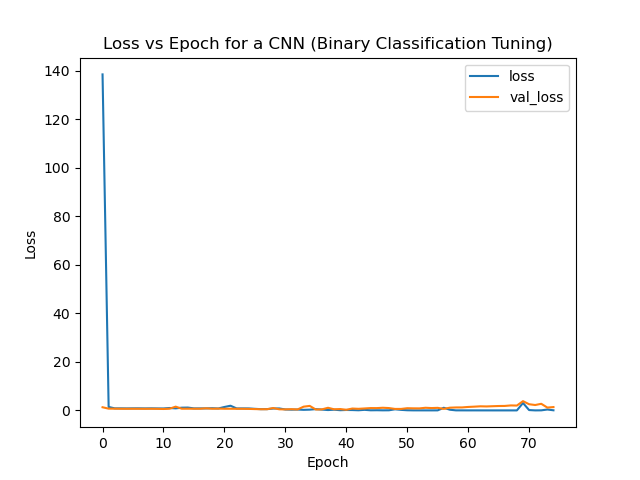 Loss vs Epoch for a CNN (Binary Classification Tuning)
loss
val_loss
Loss
140
120
100
80
60
40
20
0
0 10 20 30 40 50 60 70
Epoch